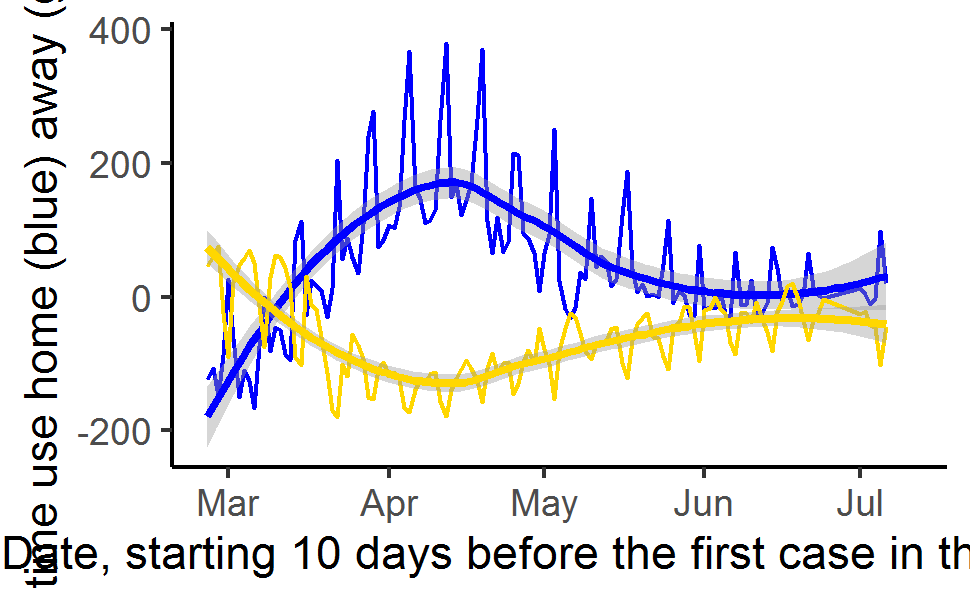 time use home (blue) away (
400
200
0
-200
Mar Apr May Jun Jul
Date, starting 10 days before the first case in th